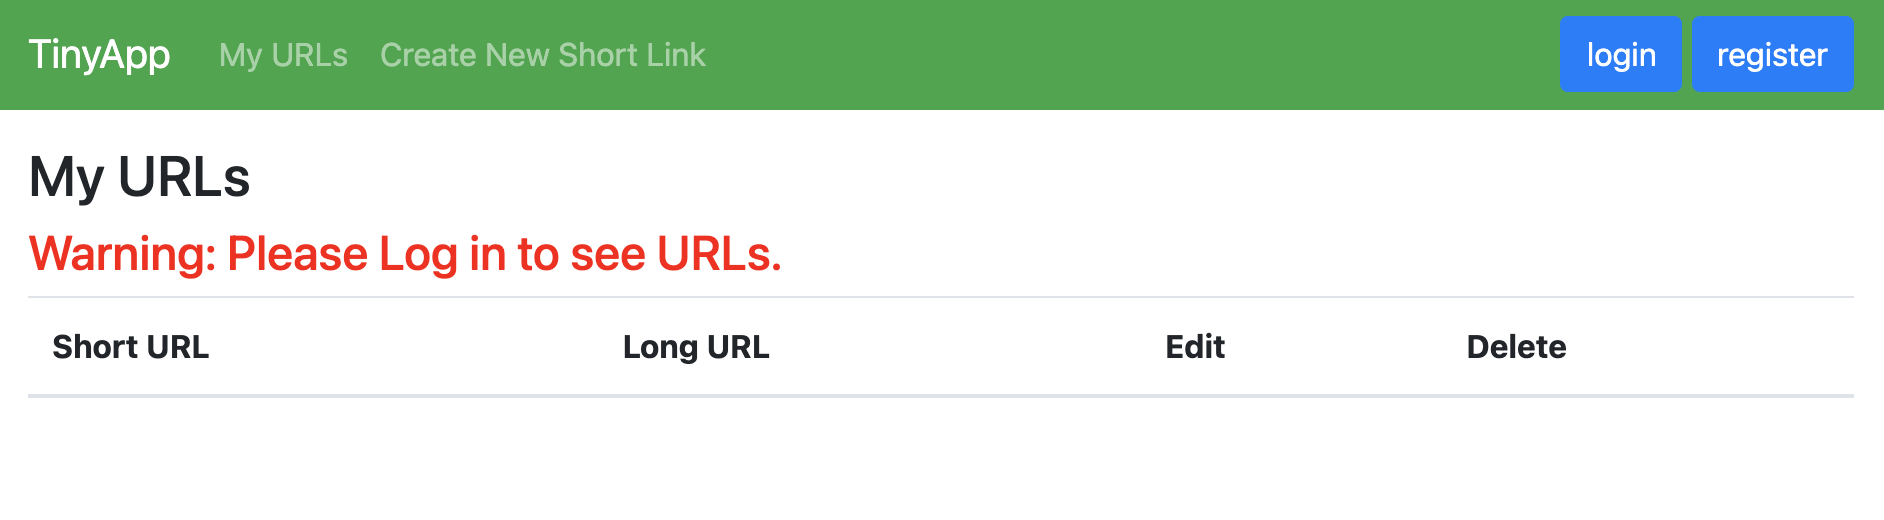 TinyApp My URLs Create New Short Link login register
My URLs
Warning: Please Log in to see URLs.
Short URL Long URL Edit Delete